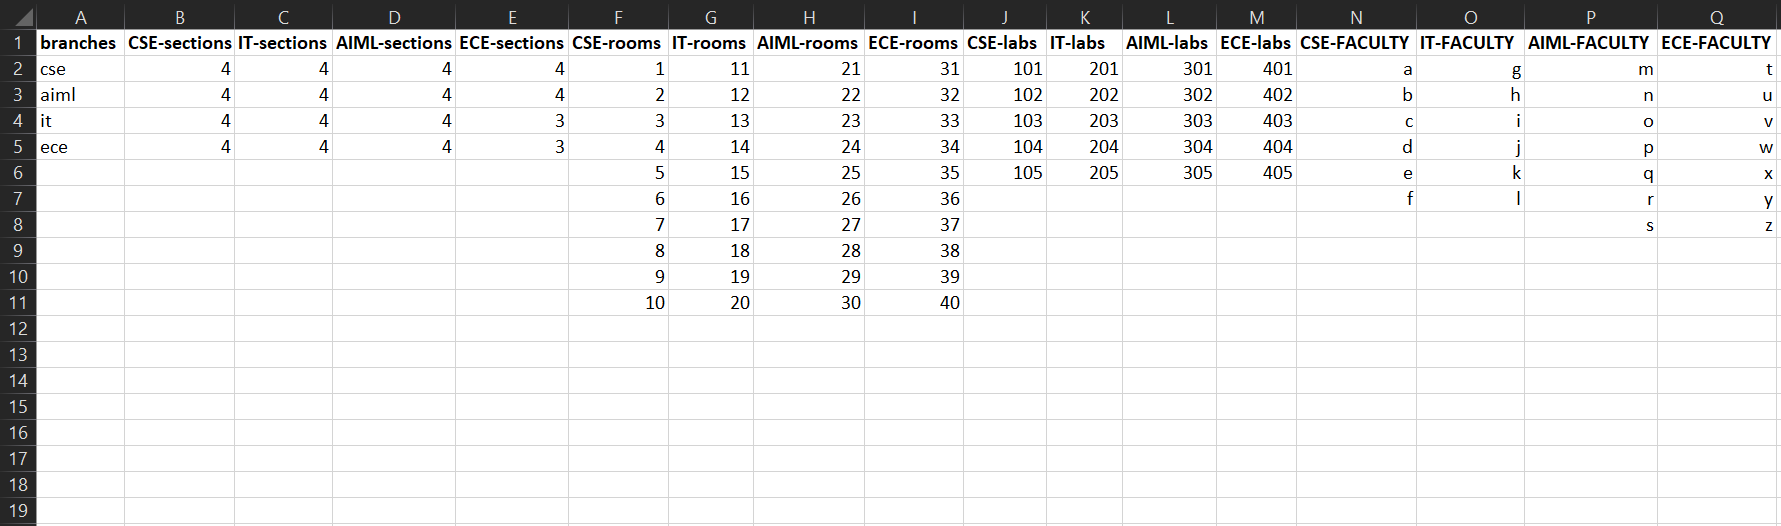 A B C D E F G H I J K L M N O P Q
1 branches CSE-sections IT-sections AIML-sections ECE-sections CSE-rooms IT-rooms AIML-rooms ECE-rooms CSE-labs IT-labs AIML-labs ECE-labs CSE-FACULTY IT-FACULTY AIML-FACULTY ECE-FACULTY
2 cse 4 4 4 4 1 11 21 31 101 201 301 401 a g m t
3 aiml 4 4 4 4 2 12 22 32 102 202 302 402 b h n u
4 it 4 4 4 3 3 13 23 33 103 203 303 403 c i o v
5 ece 4 4 4 3 4 14 24 34 104 204 304 404 d j p w
6 5 15 25 35 105 205 305 405 e k q x
7 6 16 26 36 f l r y
8 7 17 27 37 s z
9 8 18 28 38
10 9 19 29 39
11 10 20 30 40
12
13
14
15
16
17
18
19